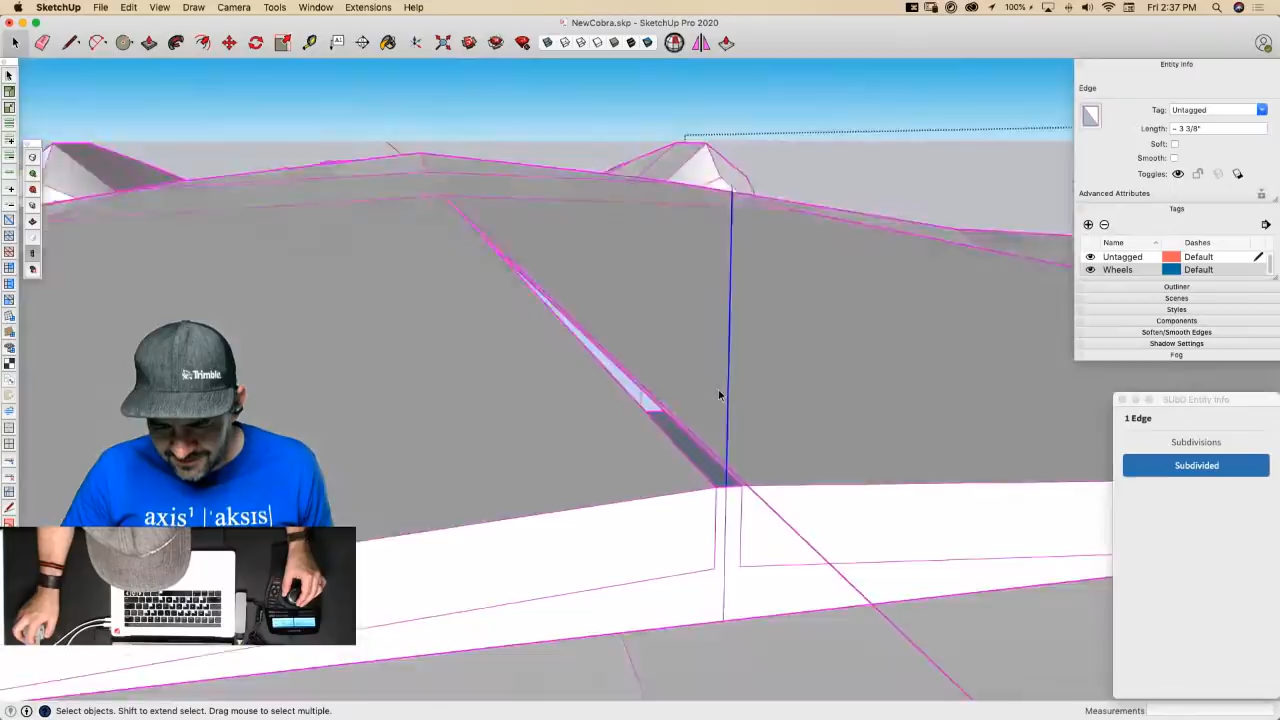 SketchUp File Edit View Draw Camera Tools Window Extensions Help
100% Fri 2:37 PM
NewCobra.skp - SketchUp Pro 2020
Entity Info
Edge
Tag: Untagged
Length: ~ 3 3/8"
Soft:
Smooth:
Toggles:
Advanced Attributes
Tags
Name Dashes
Untagged Default
Wheels Default
Outliner
Scenes
Styles
Components
Soften/Smooth Edges
Shadow Settings
Fog
SUbD Entity Info
1 Edge
Subdivisions
Subdivided
Trimble.
axis¹ |ˈaksɪs|
Select objects. Shift to extend select. Drag mouse to select multiple.
Measurements